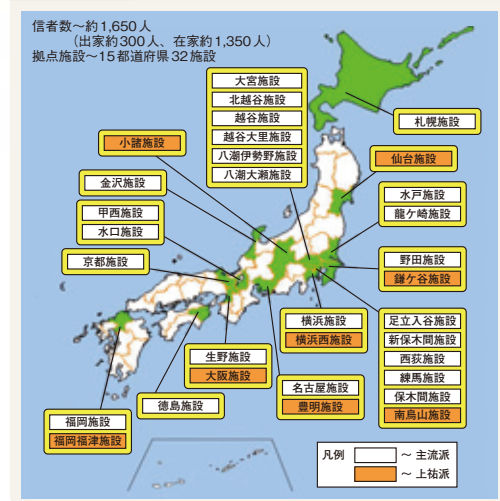 信者数~約1,650人
(出家約300人、在家約1,350人)
拠点施設~15都道府県32施設
大宮施設
北越谷施設
越谷施設
越谷大里施設
八潮伊勢野施設
八潮大瀬施設
札幌施設
小諸施設
仙台施設
金沢施設
水戸施設
龍ケ崎施設
甲西施設
水口施設
京都施設
野田施設
鎌ケ谷施設
足立入谷施設
新保木間施設
西荻施設
練馬施設
保木間施設
南烏山施設
横浜施設
横浜西施設
生野施設
大阪施設
名古屋施設
豊明施設
徳島施設
福岡施設
福岡福津施設
凡例
~主流派
~上祐派